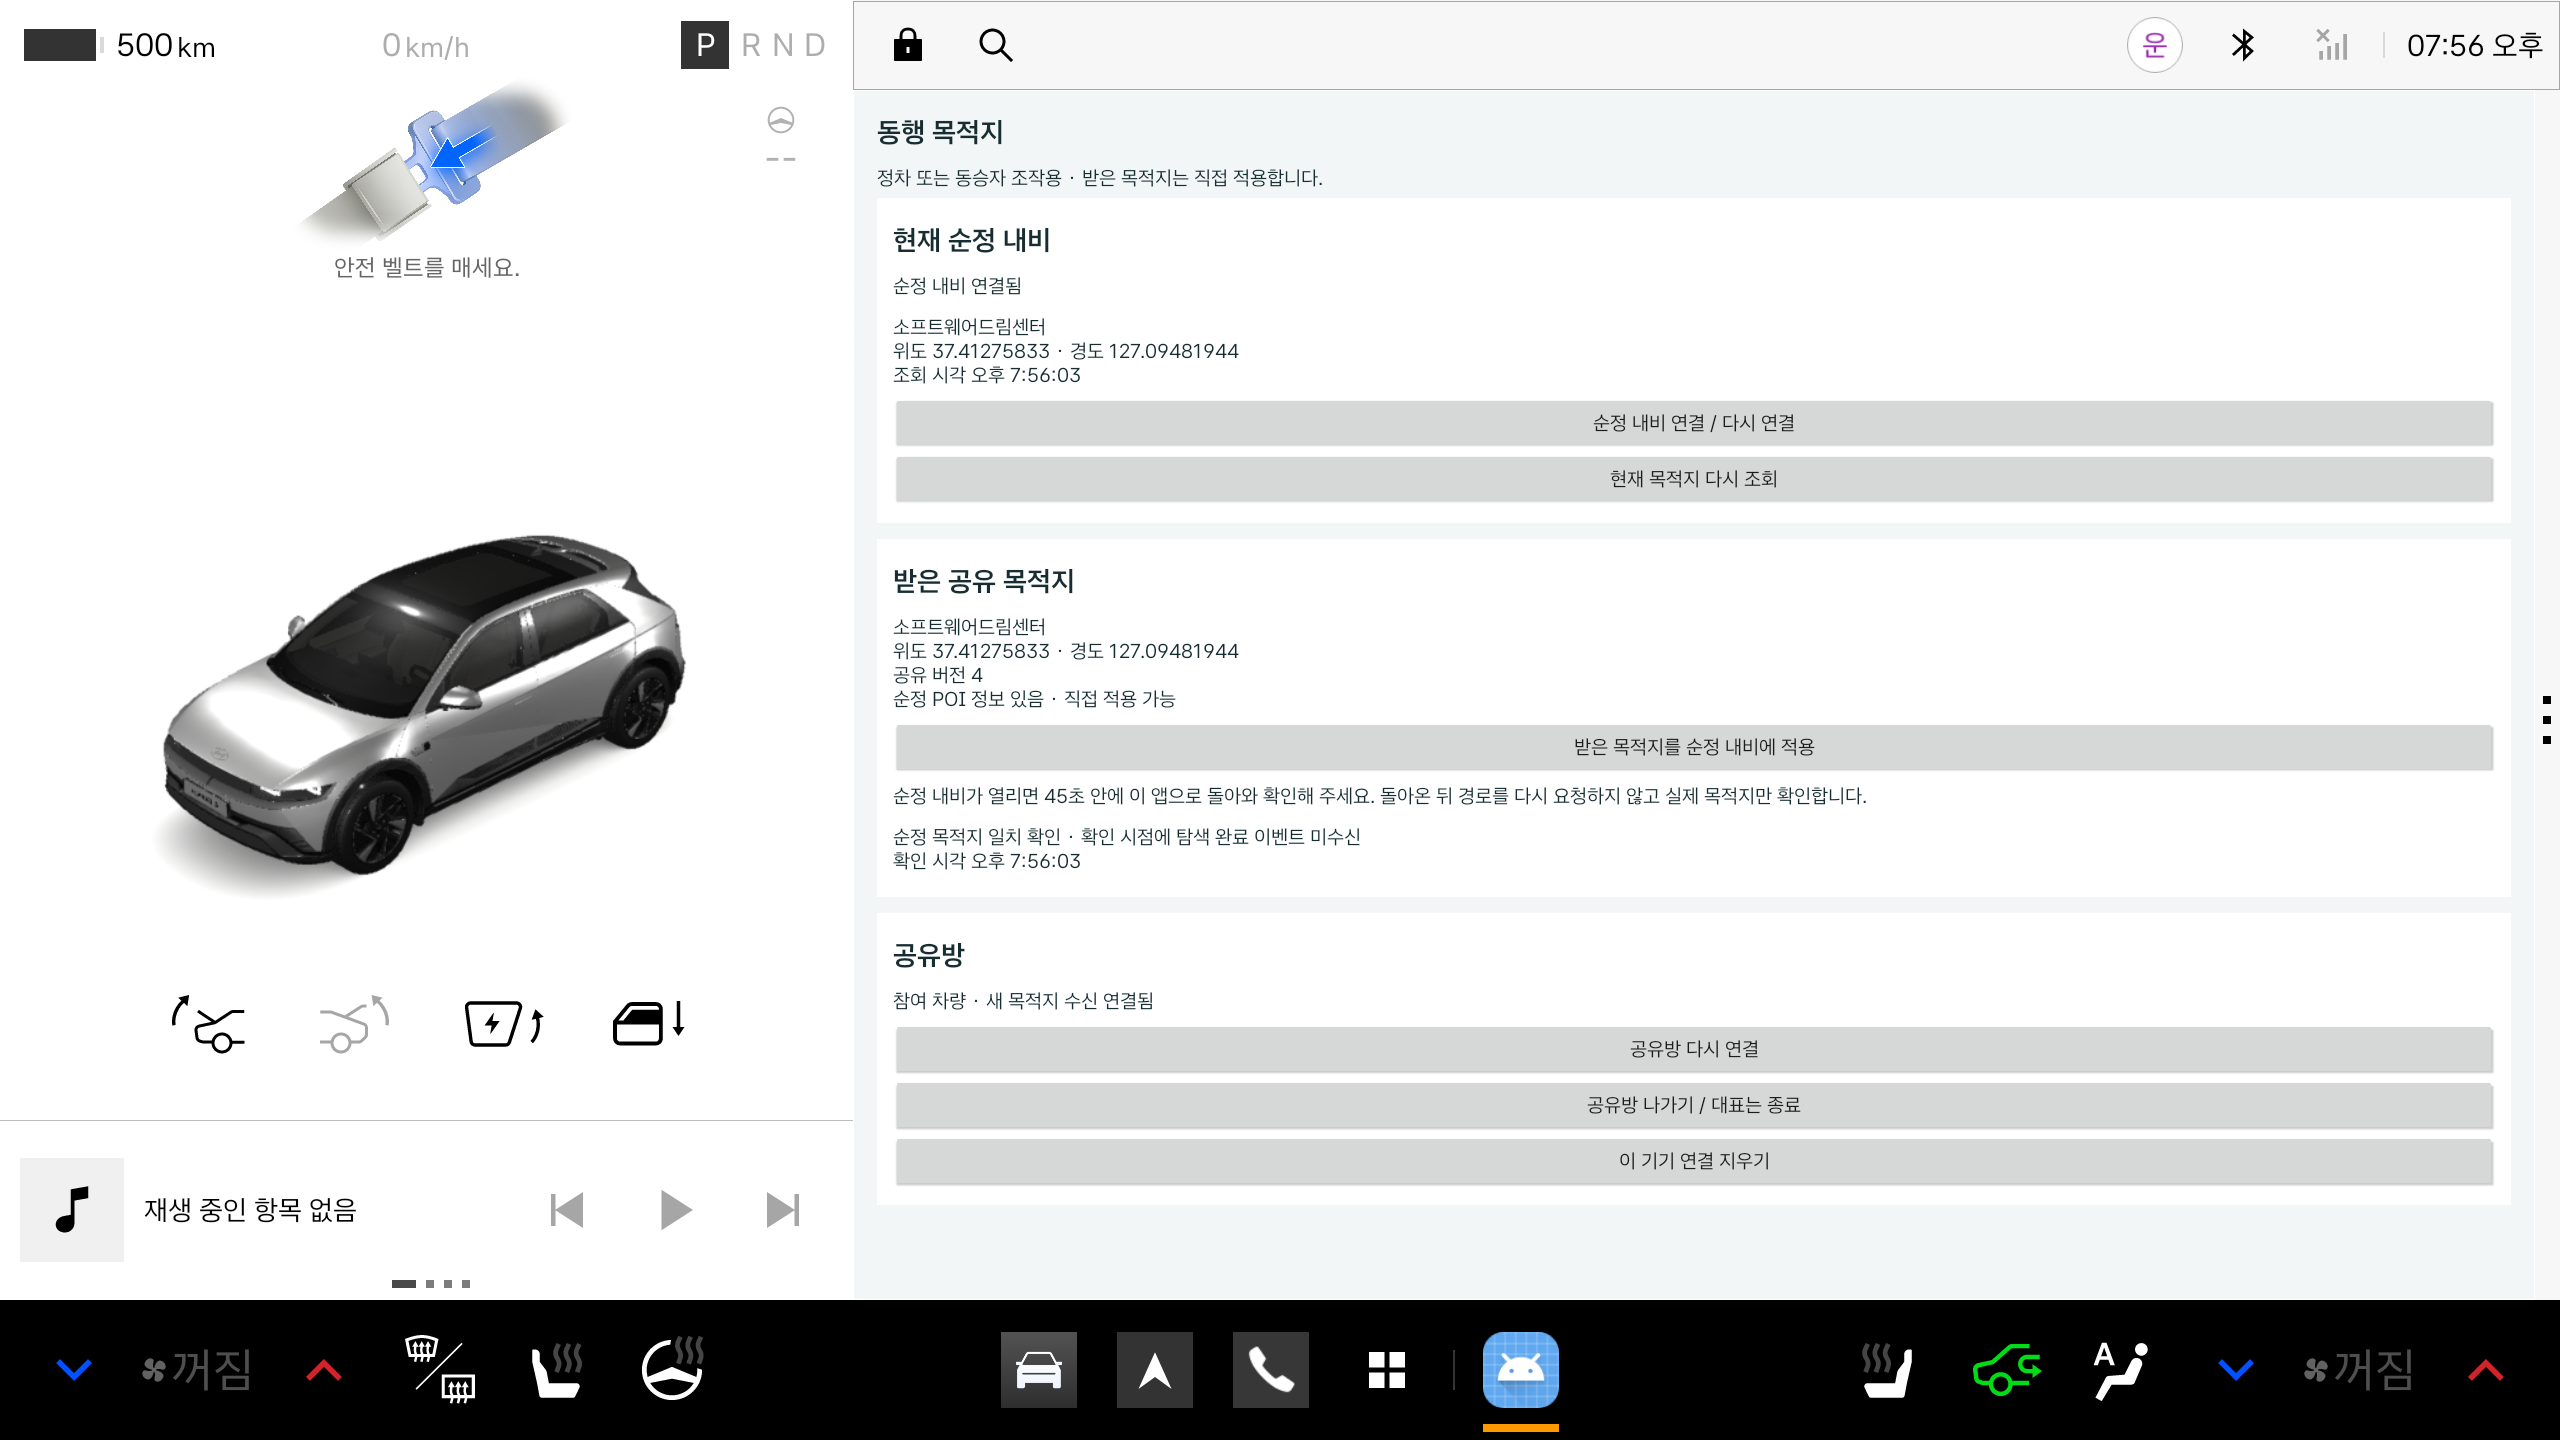 500 km
0 km/h
P R N D
운
07:56 오후
안전 벨트를 매세요.
--
동행 목적지
정차 또는 동승자 조작용 · 받은 목적지는 직접 적용합니다.
현재 순정 내비
순정 내비 연결됨
소프트웨어드림센터
위도 37.41275833 · 경도 127.09481944
조회 시각 오후 7:56:03
순정 내비 연결 / 다시 연결
현재 목적지 다시 조회
받은 공유 목적지
소프트웨어드림센터
위도 37.41275833 · 경도 127.09481944
공유 버전 4
순정 POI 정보 있음 · 직접 적용 가능
받은 목적지를 순정 내비에 적용
순정 내비가 열리면 45초 안에 이 앱으로 돌아와 확인해 주세요. 돌아온 뒤 경로를 다시 요청하지 않고 실제 목적지만 확인합니다.
순정 목적지 일치 확인 · 확인 시점에 탐색 완료 이벤트 미수신
확인 시각 오후 7:56:03
공유방
참여 차량 · 새 목적지 수신 연결됨
공유방 다시 연결
공유방 나가기 / 대표는 종료
이 기기 연결 지우기
재생 중인 항목 없음
꺼짐
A
꺼짐